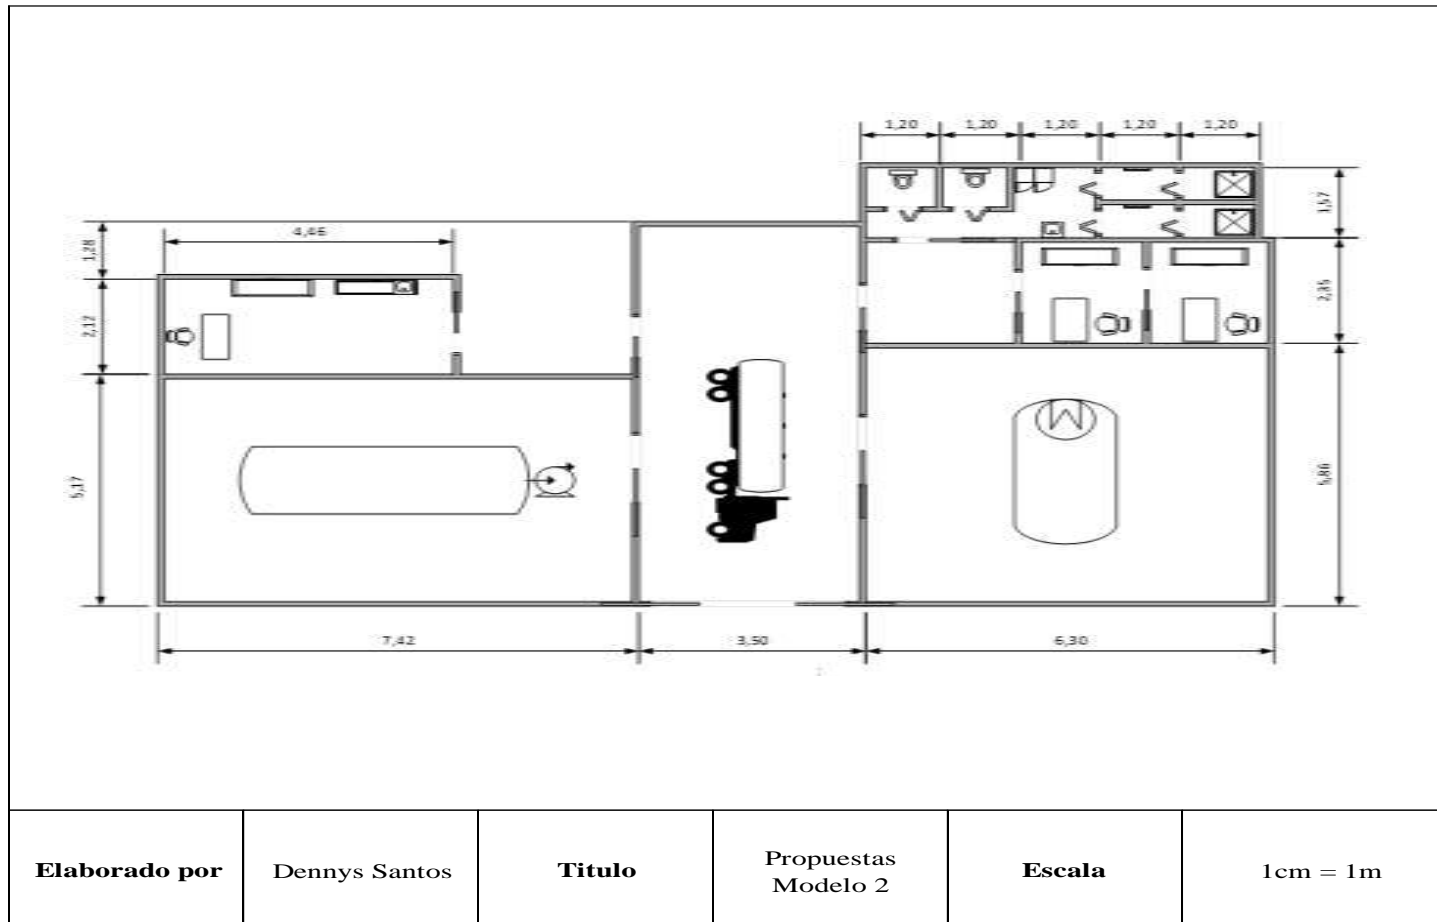 1,20 1,20 1,20 1,20 1,20
1,57
4,46
1,28
2,12
2,35
5,17
5,86
7,42 3,50 6,30
Elaborado por
Dennys Santos
Titulo
Propuestas
Modelo 2
Escala
1cm = 1m